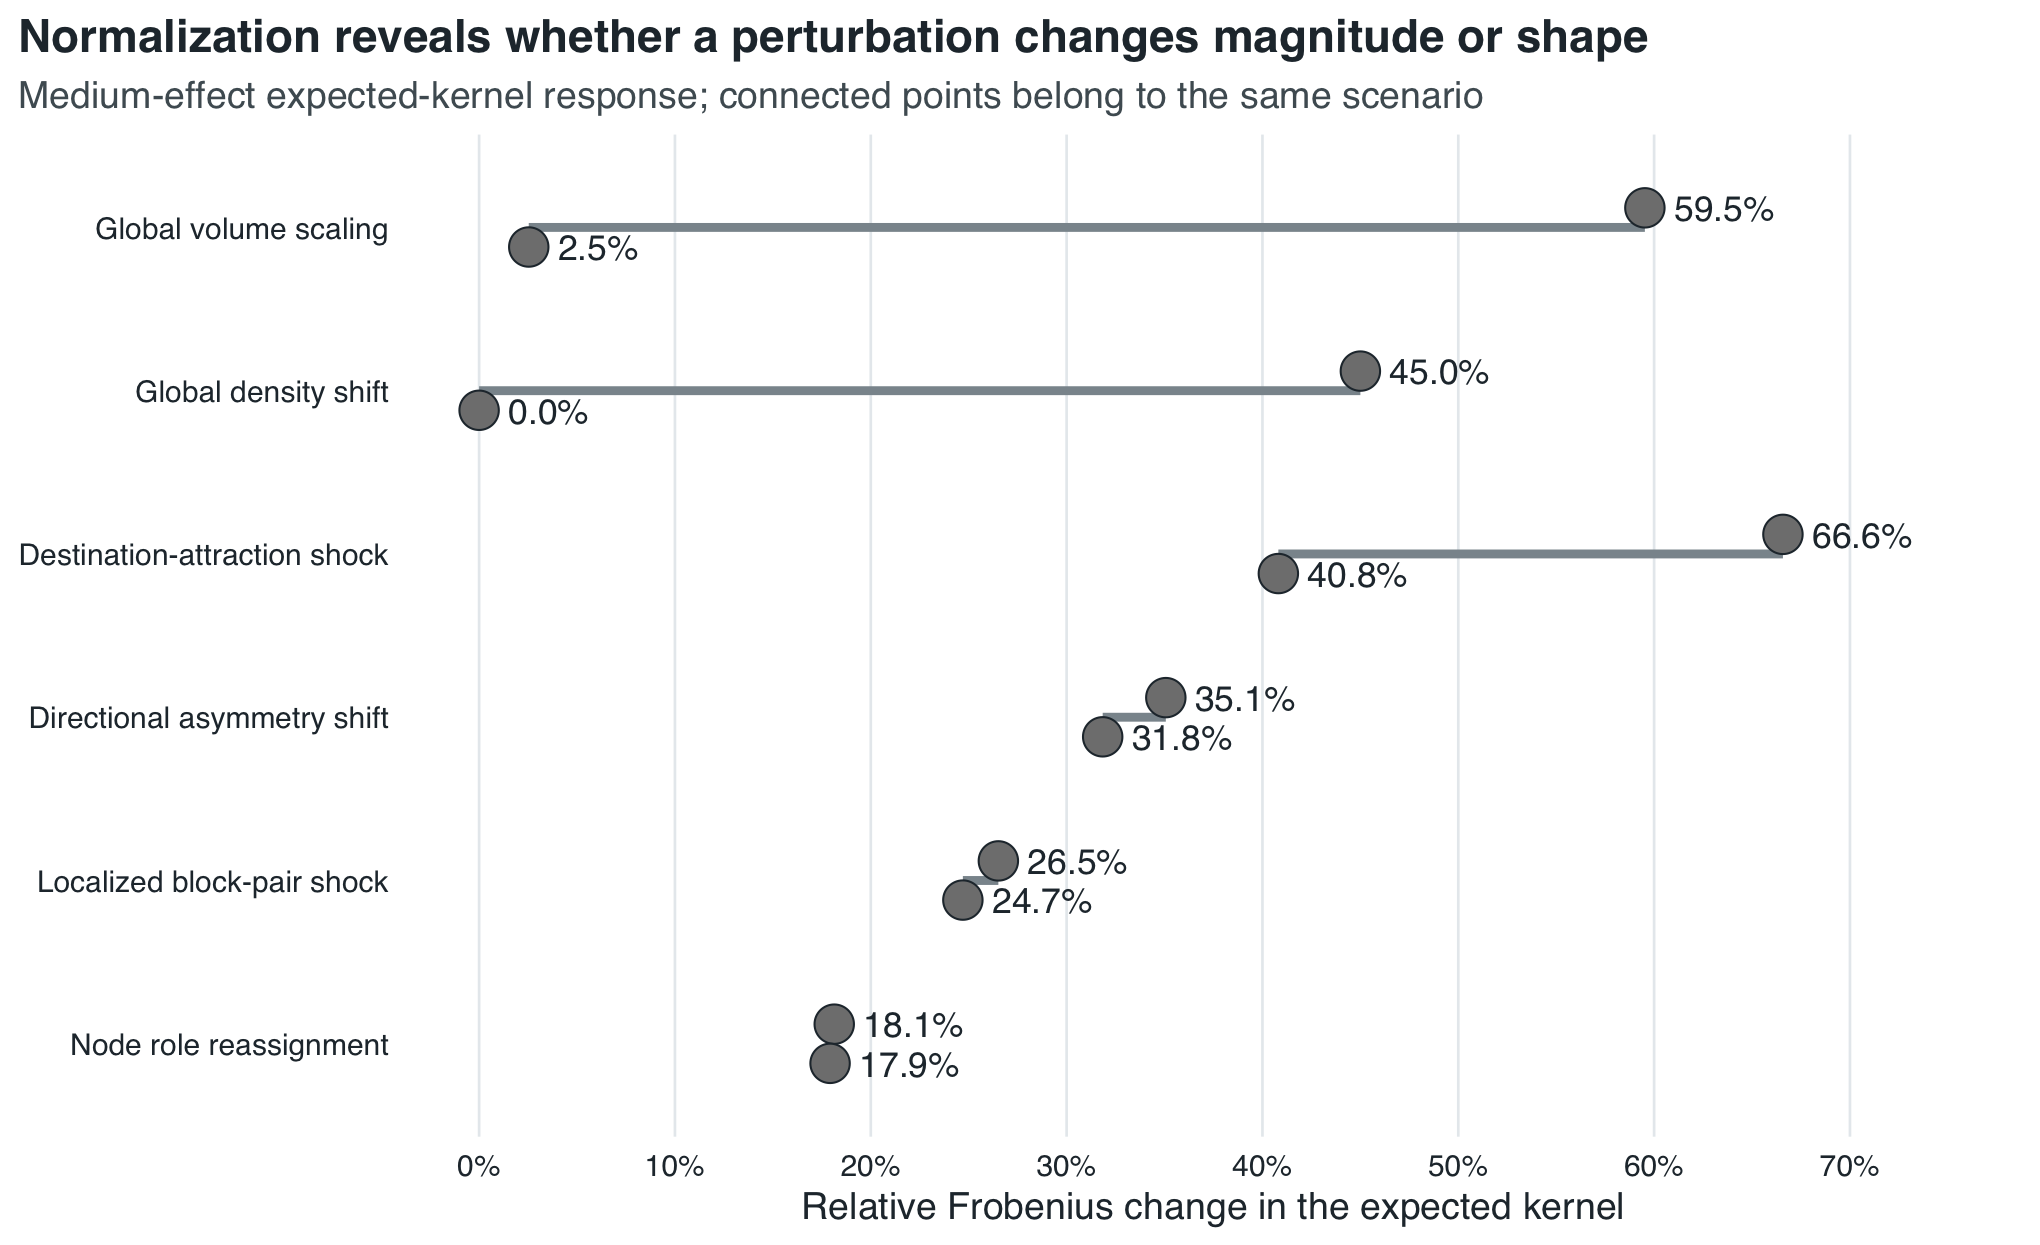 Normalization reveals whether a perturbation changes magnitude or shape
Medium-effect expected-kernel response; connected points belong to the same scenario
Global volume scaling
59.5%
2.5%
Global density shift
45.0%
0.0%
Destination-attraction shock
66.6%
40.8%
Directional asymmetry shift
35.1%
31.8%
Localized block-pair shock
26.5%
24.7%
Node role reassignment
18.1%
17.9%
0% 10% 20% 30% 40% 50% 60% 70%
Relative Frobenius change in the expected kernel